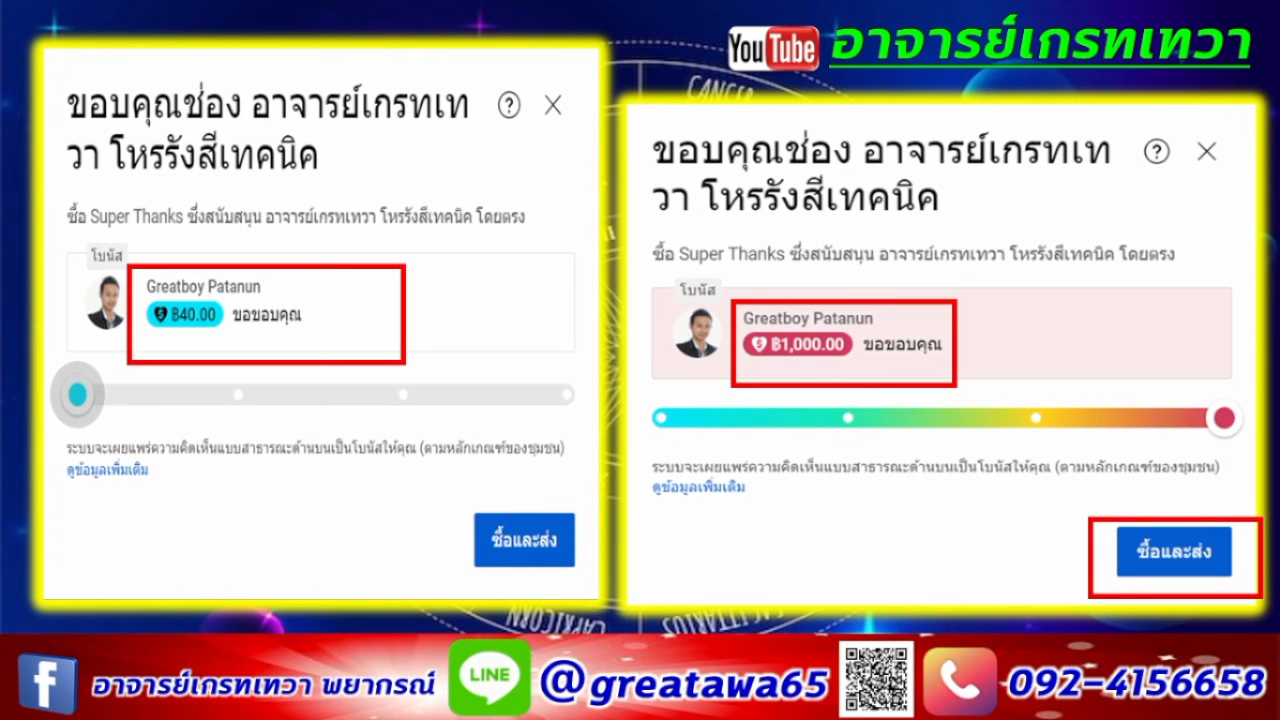 YouTube อาจารย์เกรทเทวา
CANCER
ขอบคุณช่อง อาจารย์เกรทเท
วา โหรรังสีเทคนิค
ซื้อ Super Thanks ซึ่งสนับสนุน อาจารย์เกรทเทวา โหรรังสีเทคนิค โดยตรง
โบนัส
Greatboy Patanun
฿40.00 ขอขอบคุณ
ระบบจะเผยแพร่ความคิดเห็นแบบสาธารณะด้านบนเป็นโบนัสให้คุณ (ตามหลักเกณฑ์ของชุมชน)
ดูข้อมูลเพิ่มเติม
ซื้อและส่ง
ขอบคุณช่อง อาจารย์เกรทเท
วา โหรรังสีเทคนิค
ซื้อ Super Thanks ซึ่งสนับสนุน อาจารย์เกรทเทวา โหรรังสีเทคนิค โดยตรง
โบนัส
Greatboy Patanun
฿1,000.00 ขอขอบคุณ
ระบบจะเผยแพร่ความคิดเห็นแบบสาธารณะด้านบนเป็นโบนัสให้คุณ (ตามหลักเกณฑ์ของชุมชน)
ดูข้อมูลเพิ่มเติม
ซื้อและส่ง
CAPRICORN
SAGITTARIUS
อาจารย์เกรทเทวา พยากรณ์ LINE @greatawa65 092-4156658